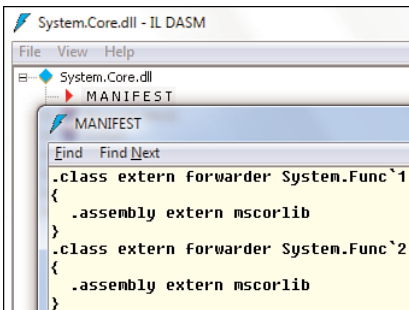 System.Core.dll - IL DASM
File View Help
System.Core.dll
MANIFEST
MANIFEST
Find Find Next
.class extern forwarder System.Func`1
{
.assembly extern mscorlib
}
.class extern forwarder System.Func`2
{
.assembly extern mscorlib
}